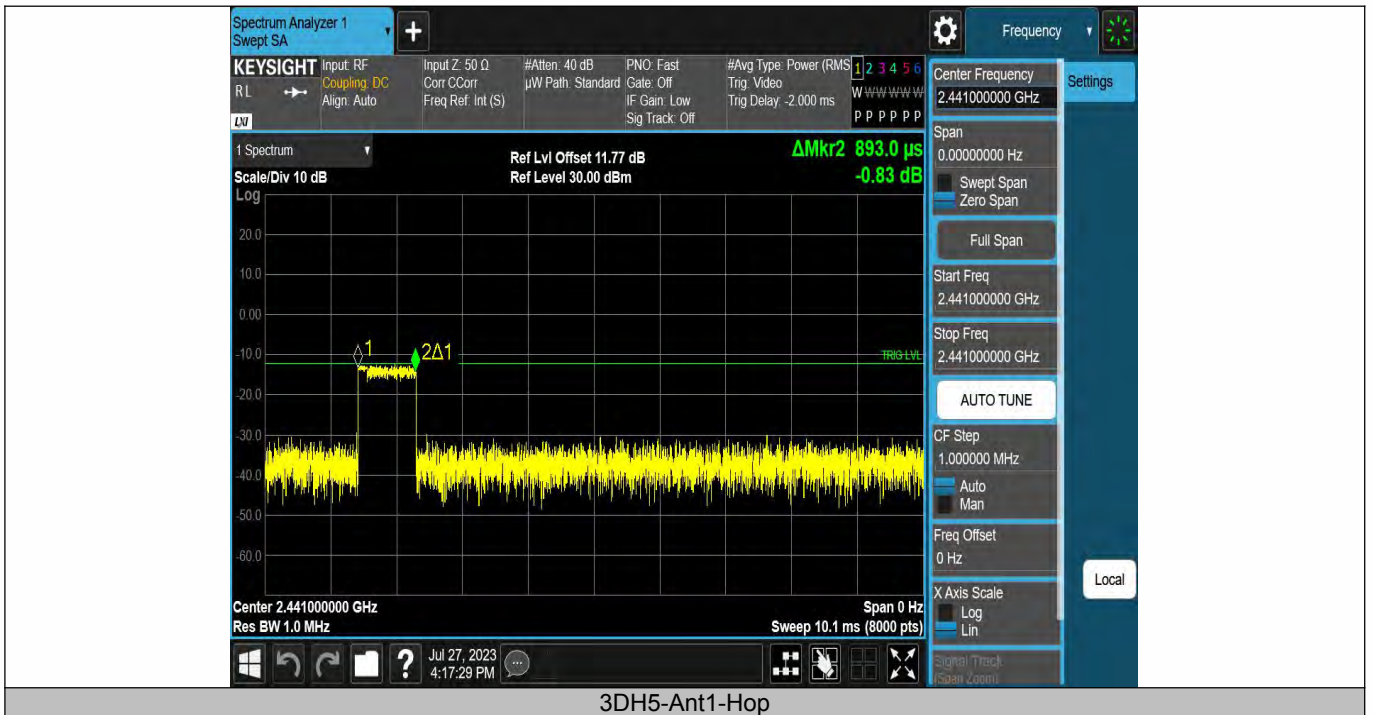 Spectrum Analyzer 1
Swept SA
+
Frequency
KEYSIGHT
RL
LXI
Input: RF
Coupling: DC
Align: Auto
Input Z: 50 Ω
Corr CCorr
Freq Ref: Int (S)
#Atten: 40 dB
µW Path: Standard
PNO: Fast
Gate: Off
IF Gain: Low
Sig Track: Off
#Avg Type: Power (RMS
Trig: Video
Trig Delay: -2.000 ms
1 2 3 4 5 6
W W W W W W
P P P P P P
1 Spectrum
Scale/Div 10 dB
Log
Ref Lvl Offset 11.77 dB
Ref Level 30.00 dBm
ΔMkr2 893.0 µs
-0.83 dB
20.0
10.0
0.00
-10.0
-20.0
-30.0
-40.0
-50.0
-60.0
1
2Δ1
TRIG LVL
Center 2.441000000 GHz
Res BW 1.0 MHz
Span 0 Hz
Sweep 10.1 ms (8000 pts)
Center Frequency
2.441000000 GHz
Settings
Span
0.00000000 Hz
Swept Span
Zero Span
Full Span
Start Freq
2.441000000 GHz
Stop Freq
2.441000000 GHz
AUTO TUNE
CF Step
1.000000 MHz
Auto
Man
Freq Offset
0 Hz
X Axis Scale
Log
Lin
Signal Track
(Span Zoom)
Local
?
Jul 27, 2023
4:17:29 PM
3DH5-Ant1-Hop